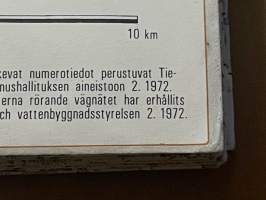 10 km
kevat numerotiedot perustuvat Tie-
nushallituksen aineistoon 2. 1972.
erna rörande vägnätet har erhållits
ch vattenbyggnadsstyrelsen 2. 1972.